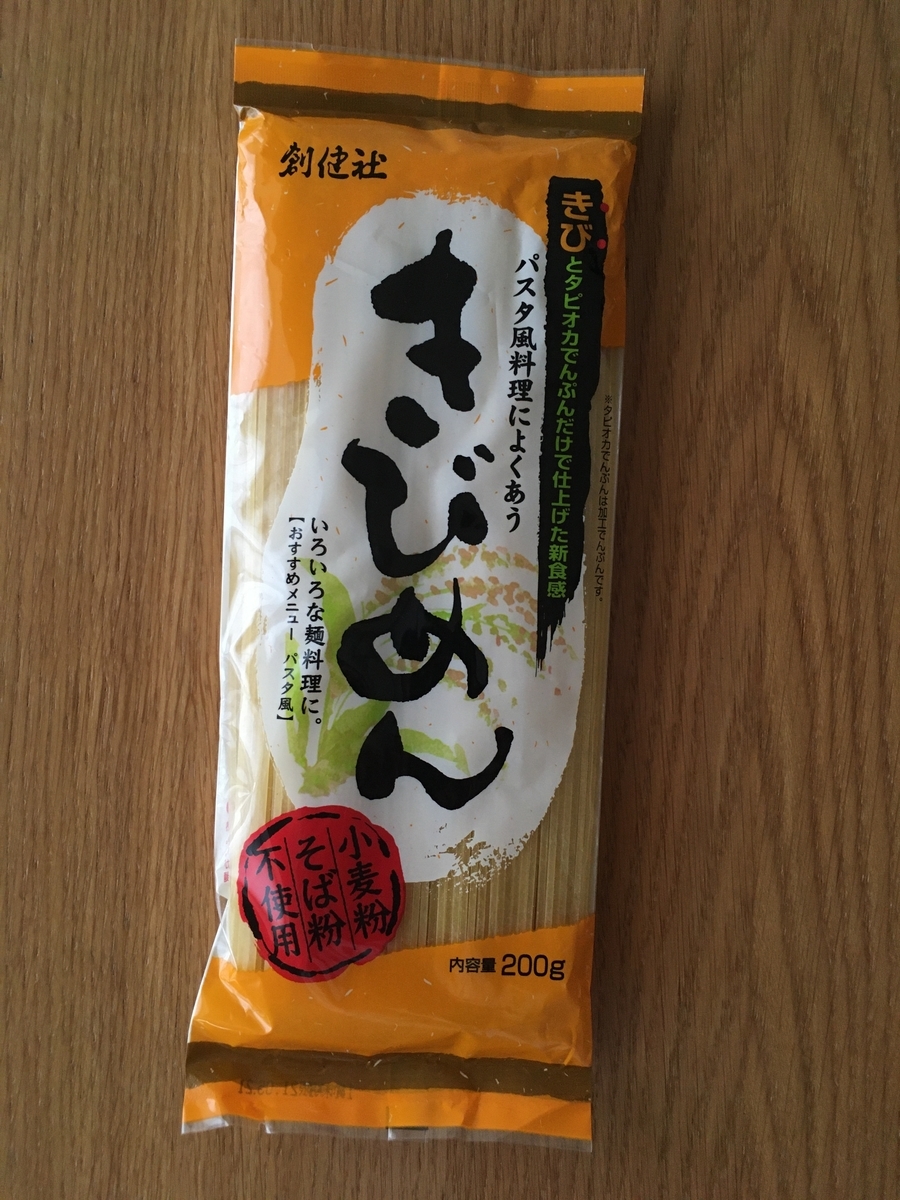 創健社
きびとタピオカでんぷんだけで仕上げた新食感
※タピオカでんぷんは加工でんぷんです。
パスタ風料理によくあう
きびめん
いろいろな麺料理に。
【おすすめメニュー パスタ風】
小麦粉
そば粉
不使用
内容量 200g